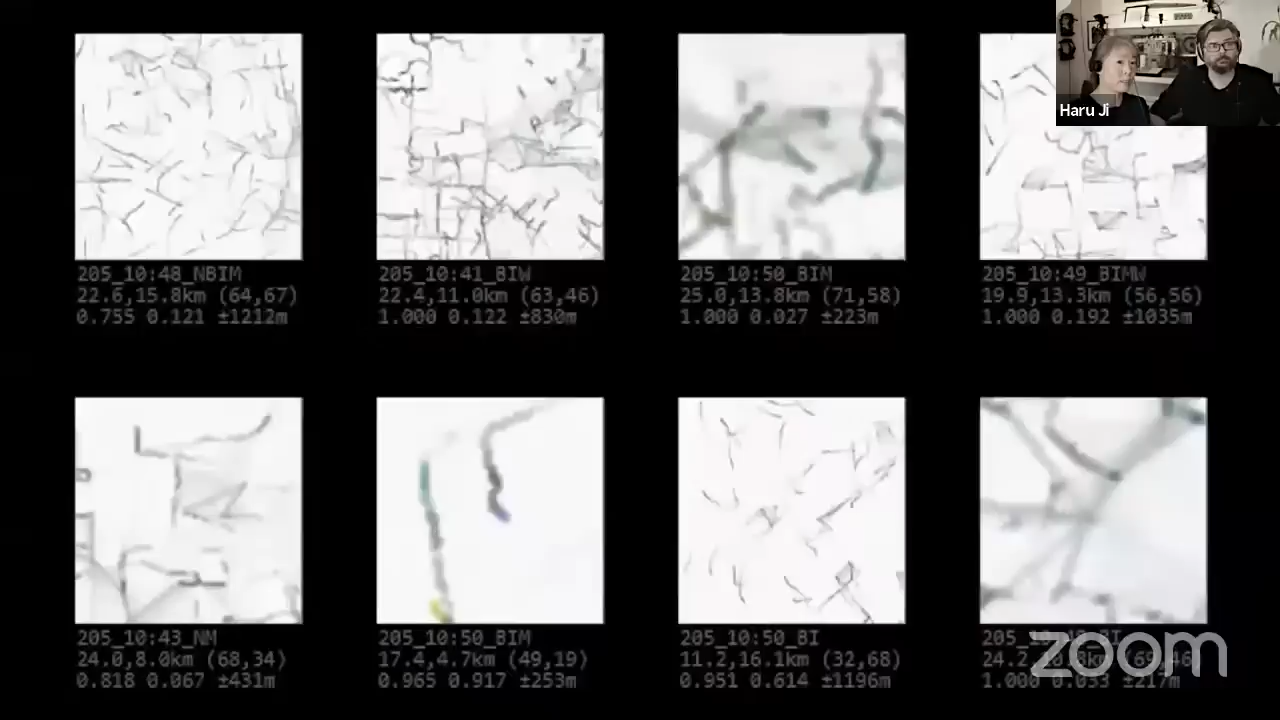 Haru Ji
205_10:48_NBIM
22.6,15.8km (64,67)
0.755 0.121 ±1212m
205_10:41_BIW
22.4,11.0km (63,46)
1.000 0.122 ±830m
205_10:50_BIM
25.0,13.8km (71,58)
1.000 0.027 ±223m
205_10:49_BIMW
19.9,13.3km (56,56)
1.000 0.192 ±1035m
205_10:43_NM
24.0,8.0km (68,34)
0.818 0.067 ±431m
205_10:50_BIM
17.4,4.7km (49,19)
0.965 0.917 ±253m
205_10:50_BI
11.2,16.1km (32,68)
0.951 0.614 ±1196m
1.000 0.033 ±217m
zoom